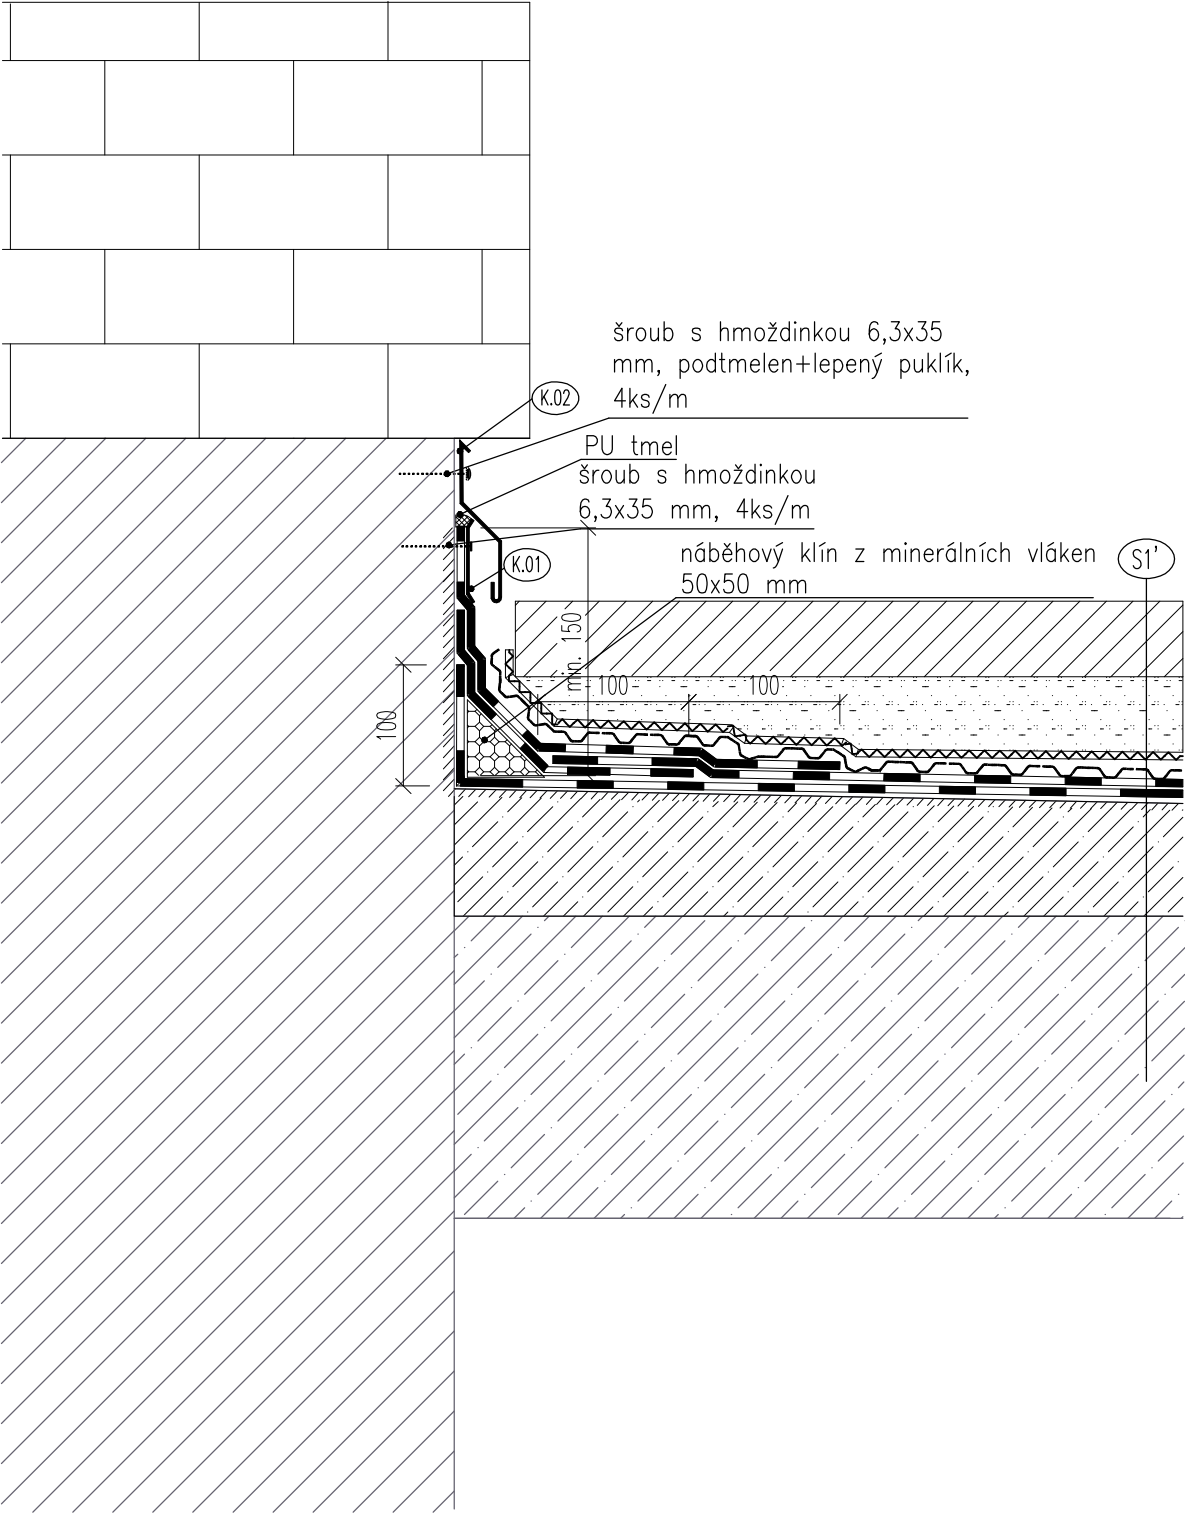 šroub s hmoždinkou 6,3x35
mm, podtmelen+lepený puklík,
4ks/m
K.02
PU tmel
šroub s hmoždinkou
6,3x35 mm, 4ks/m
K.01
náběhový klín z minerálních vláken
50x50 mm
S1'
min. 150
100
100
100